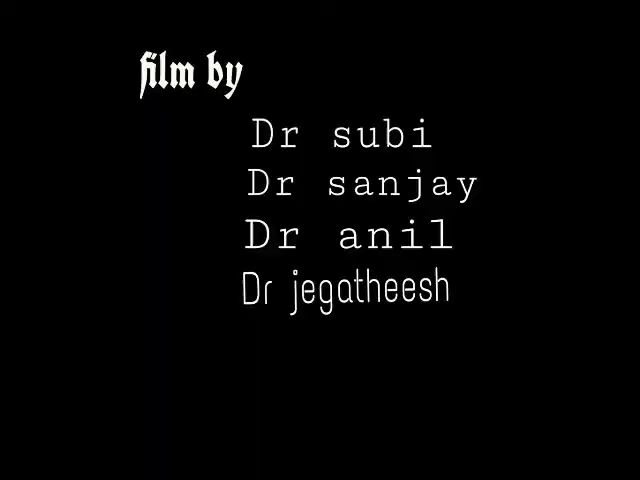 film by
Dr subi
Dr sanjay
Dr anil
Dr jegatheesh